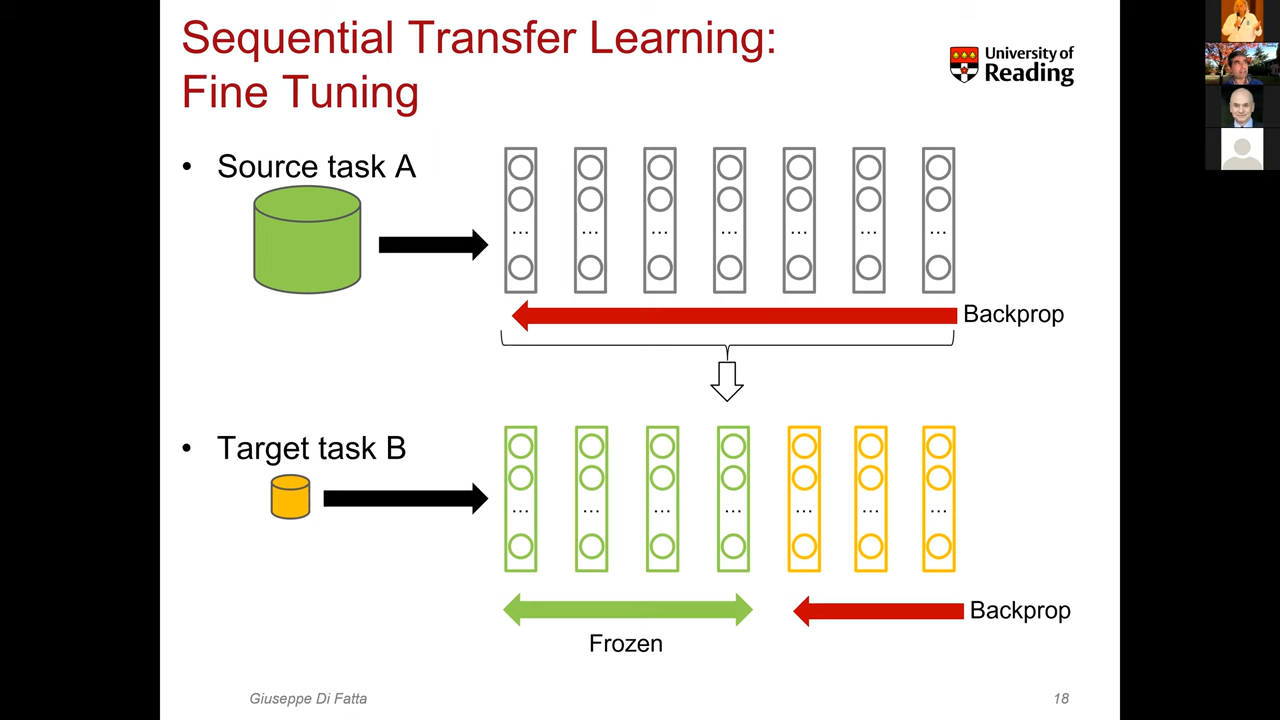 Sequential Transfer Learning:
Fine Tuning
University of
Reading
• Source task A
... ... ... ... ... ... ...
Backprop
• Target task B
... ... ... ... ... ... ...
Backprop
Frozen
Giuseppe Di Fatta
18